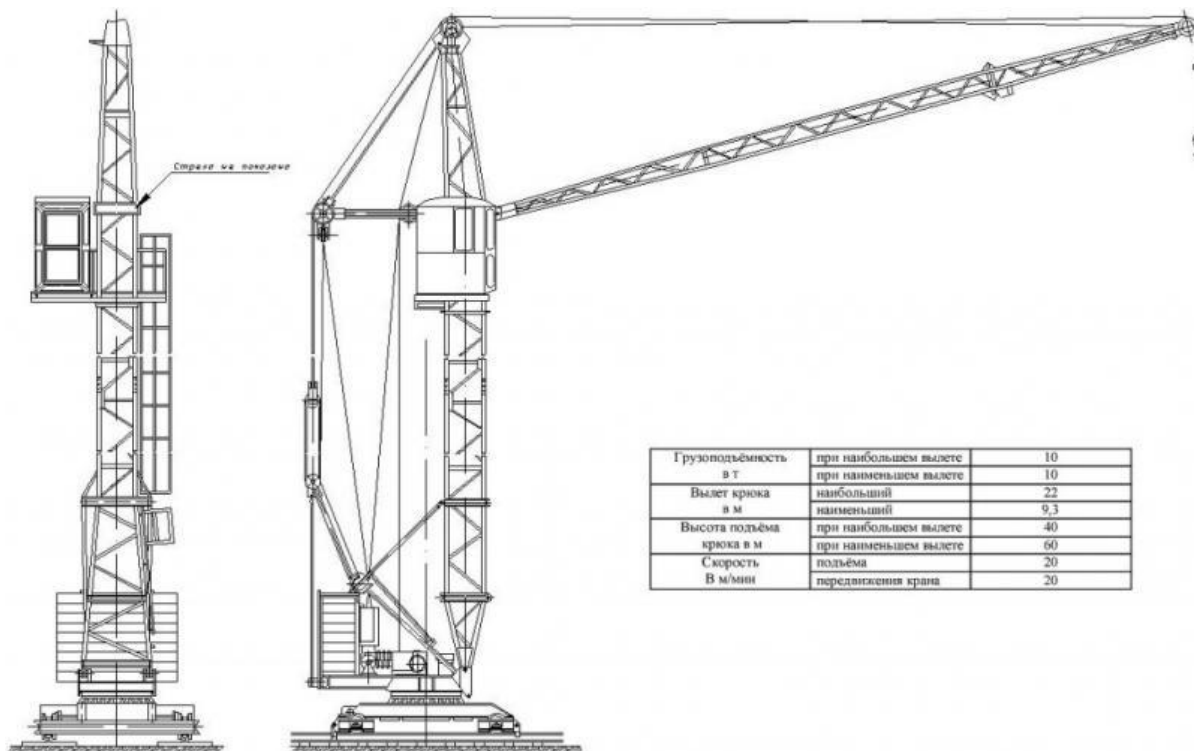 Стрела не показана
Грузоподъёмность при наибольшем вылете 10
в т при наименьшем вылете 10
Вылет крюка наибольший 22
в м наименьший 9,3
Высота подъёма при наибольшем вылете 40
крюка в м при наименьшем вылете 60
Скорость подъёма 20
В м/мин передвижения крана 20